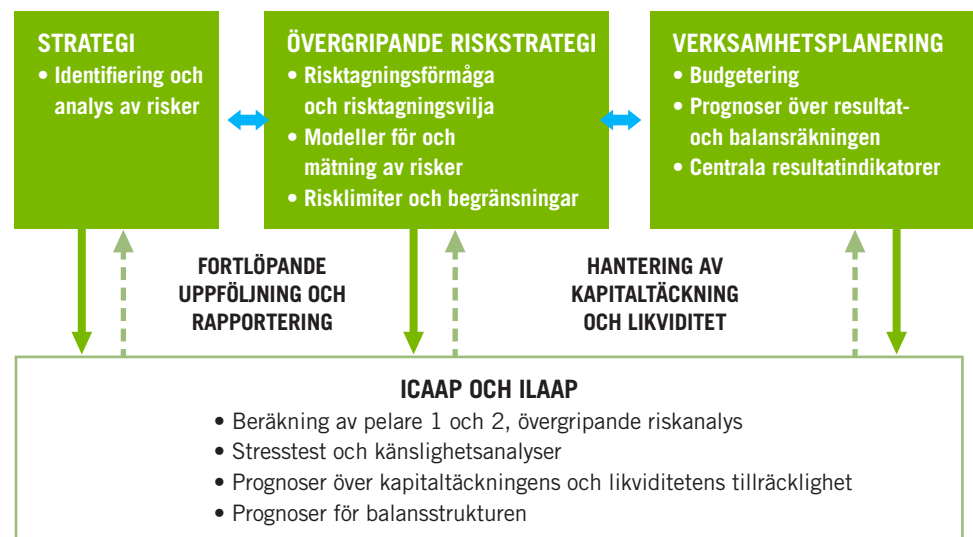 STRATEGI
• Identifiering och
analys av risker
ÖVERGRIPANDE RISKSTRATEGI
• Risktagningsförmåga
och risktagningsvilja
• Modeller för och
mätning av risker
• Risklimiter och begränsningar
VERKSAMHETSPLANERING
• Budgetering
• Prognoser över resultat-
och balansräkningen
• Centrala resultatindikatorer
FORTLÖPANDE
UPPFÖLJNING OCH
RAPPORTERING
HANTERING AV
KAPITALTÄCKNING
OCH LIKVIDITET
ICAAP OCH ILAAP
• Beräkning av pelare 1 och 2, övergripande riskanalys
• Stresstest och känslighetsanalyser
• Prognoser över kapitaltäckningens och likviditetens tillräcklighet
• Prognoser för balansstrukturen